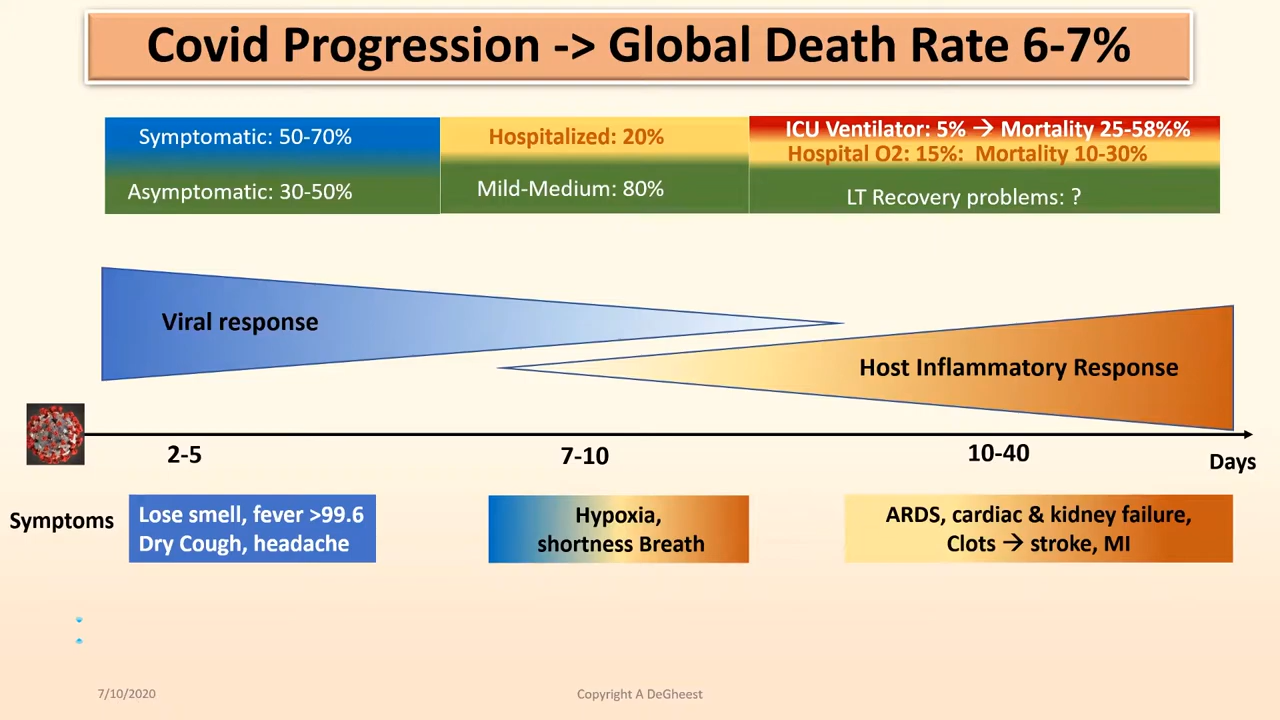 Covid Progression -> Global Death Rate 6-7%
Symptomatic: 50-70%
Asymptomatic: 30-50%
Hospitalized: 20%
Mild-Medium: 80%
ICU Ventilator: 5% → Mortality 25-58%%
Hospital O2: 15%: Mortality 10-30%
LT Recovery problems: ?
Viral response
Host Inflammatory Response
2-5
7-10
10-40
Days
Symptoms
Lose smell, fever >99.6
Dry Cough, headache
Hypoxia,
shortness Breath
ARDS, cardiac & kidney failure,
Clots → stroke, MI
7/10/2020
Copyright A DeGheest